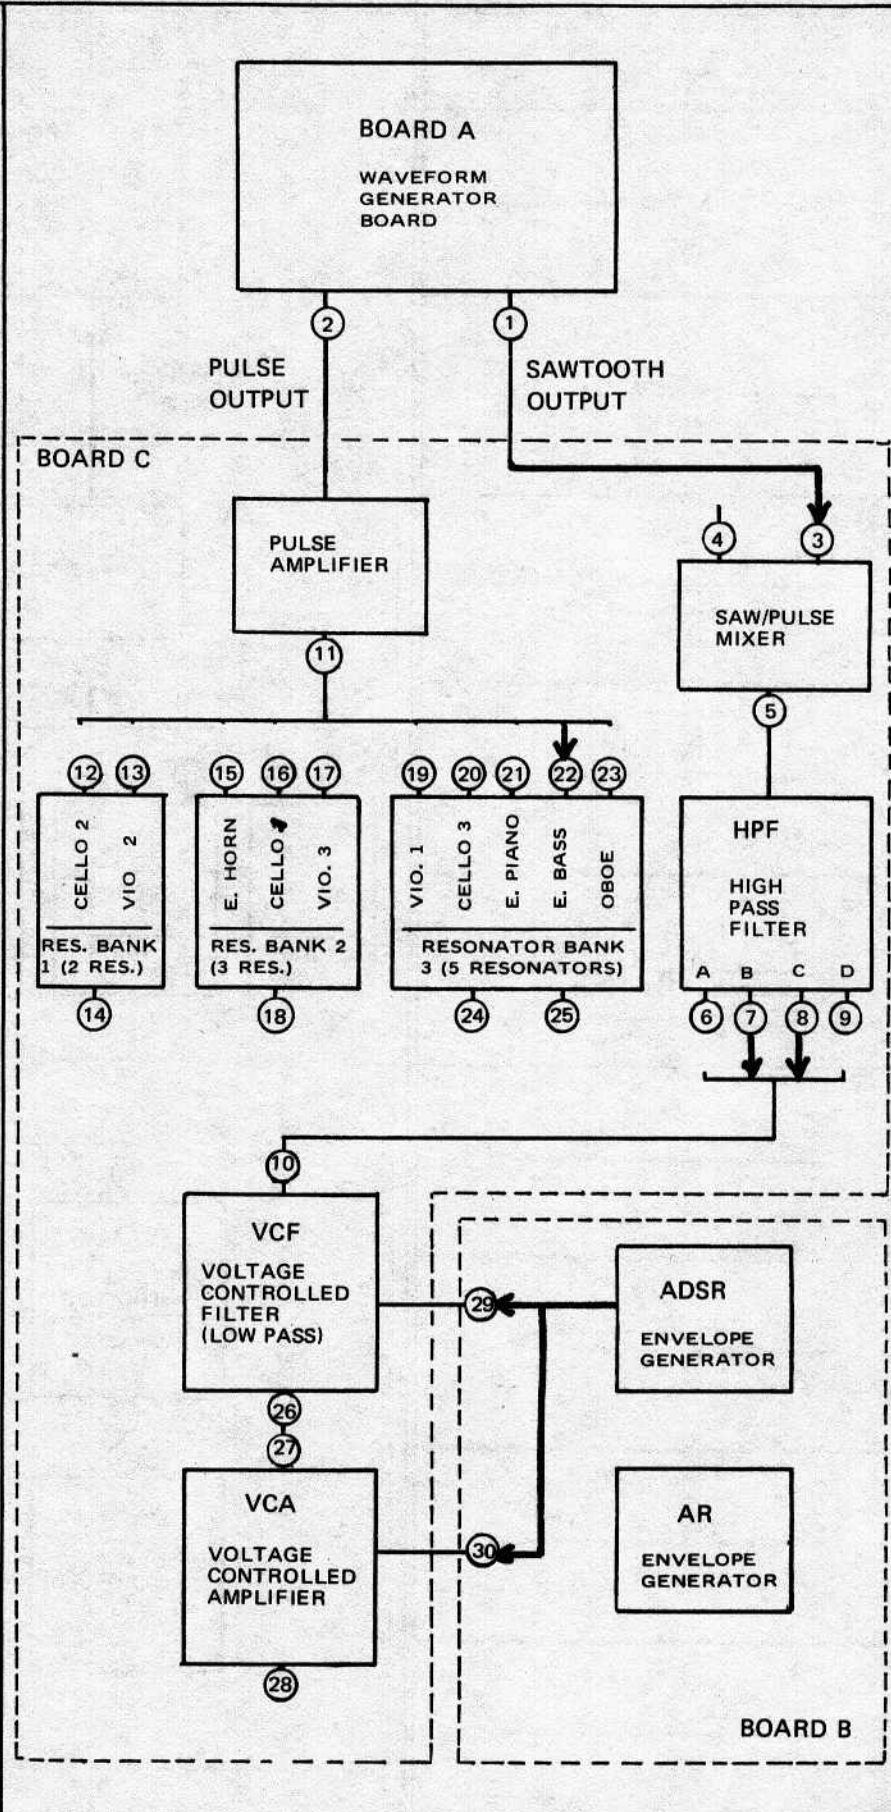 BOARD A
WAVEFORM
GENERATOR
BOARD
2
1
PULSE
OUTPUT
SAWTOOTH
OUTPUT
BOARD C
PULSE
AMPLIFIER
11
4
3
SAW/PULSE
MIXER
5
12
13
CELLO 2
VIO 2
RES. BANK
1 (2 RES.)
14
15
16
17
E. HORN
CELLO 1
VIO. 3
RES. BANK 2
(3 RES.)
18
19
20
21
22
23
VIO. 1
CELLO 3
E. PIANO
E. BASS
OBOE
RESONATOR BANK
3 (5 RESONATORS)
24
25
HPF
HIGH
PASS
FILTER
A B C D
6
7
8
9
10
VCF
VOLTAGE
CONTROLLED
FILTER
(LOW PASS)
29
ADSR
ENVELOPE
GENERATOR
26
27
VCA
VOLTAGE
CONTROLLED
AMPLIFIER
30
AR
ENVELOPE
GENERATOR
28
BOARD B